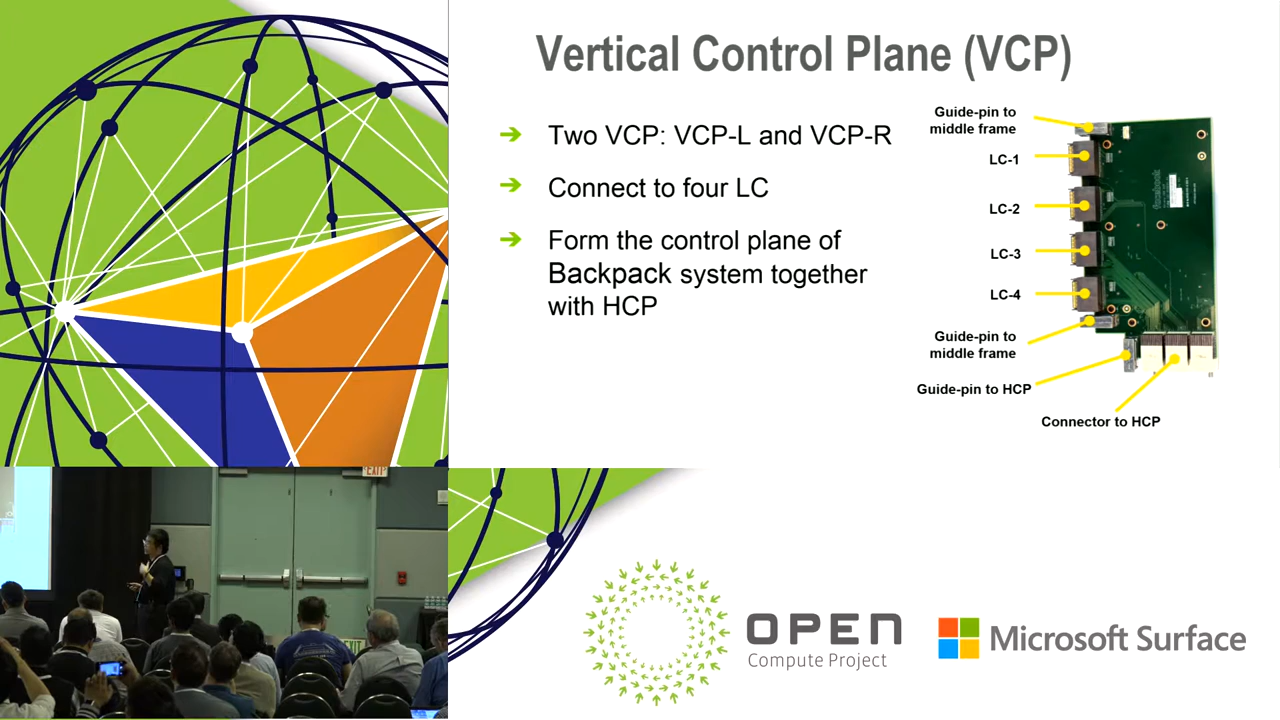 Vertical Control Plane (VCP)
➔ Two VCP: VCP-L and VCP-R
➔ Connect to four LC
➔ Form the control plane of
Backpack system together
with HCP
Guide-pin to
middle frame
LC-1
LC-2
LC-3
LC-4
Guide-pin to
middle frame
Guide-pin to HCP
Connector to HCP
facebook
EXIT
OPEN
Compute Project
Microsoft Surface